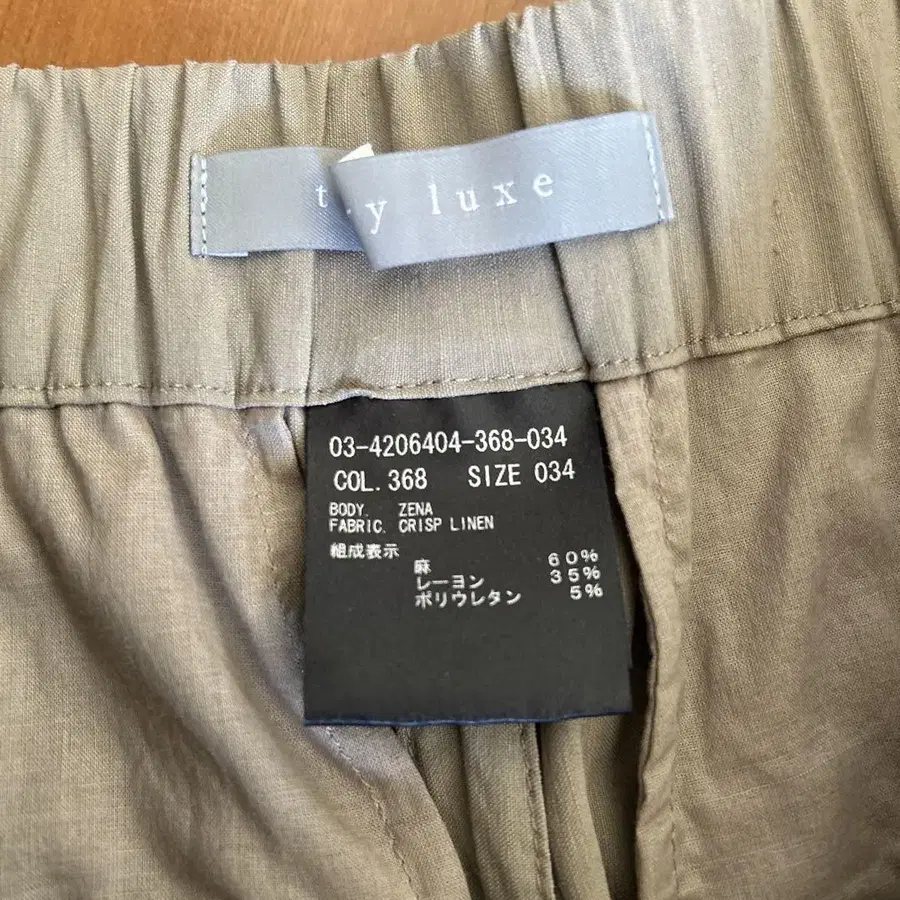 luxe
03-4206404-368-034
COL. 368 SIZE 034
BODY. ZENA
FABRIC. CRISP LINEN
組成表示
麻 60%
レーヨン 35%
ポリウレタン 5%